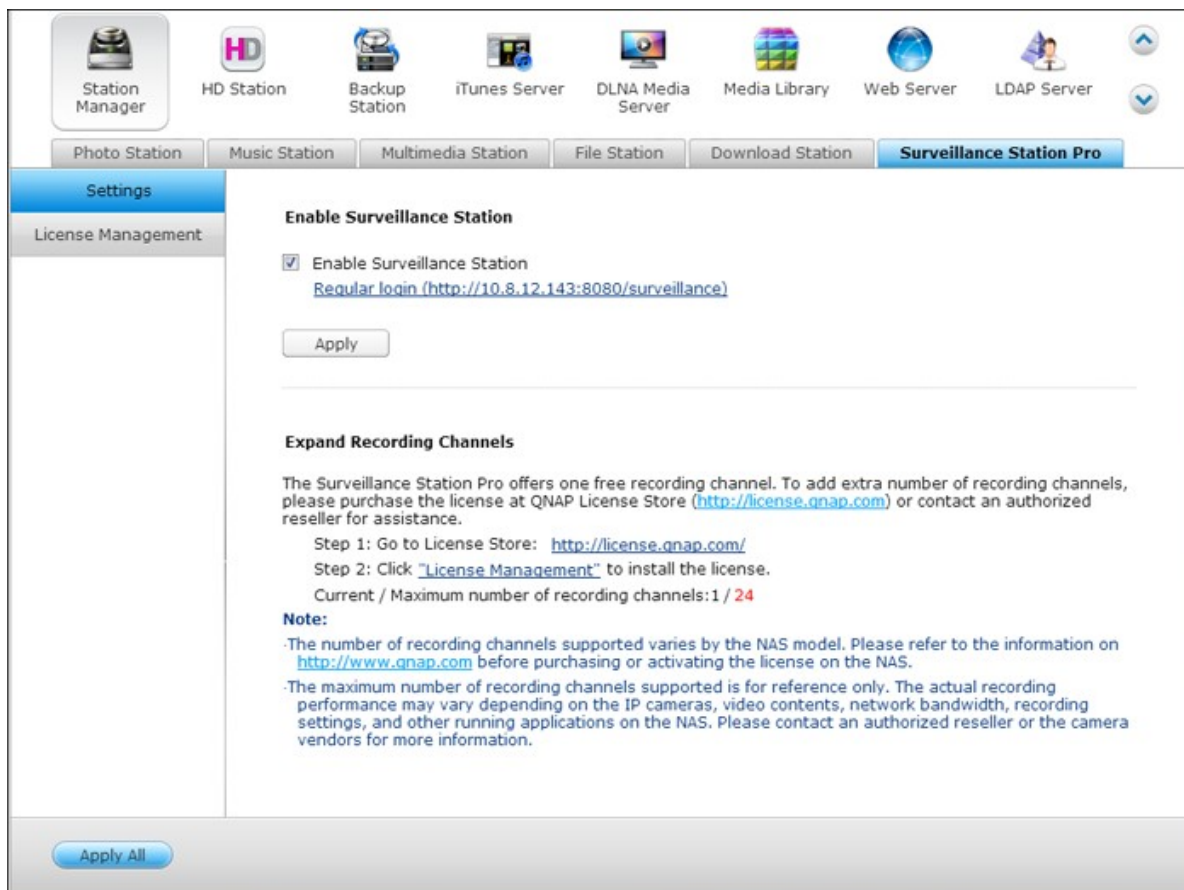 HD
Station
Manager
HD Station
Backup
Station
iTunes Server
DLNA Media
Server
Media Library
Web Server
LDAP Server
Photo Station
Music Station
Multimedia Station
File Station
Download Station
Surveillance Station Pro
Settings
License Management
Enable Surveillance Station
Enable Surveillance Station
Regular login (http://10.8.12.143:8080/surveillance)
Apply
Expand Recording Channels
The Surveillance Station Pro offers one free recording channel. To add extra number of recording channels,
please purchase the license at QNAP License Store (http://license.qnap.com) or contact an authorized
reseller for assistance.
Step 1: Go to License Store: http://license.qnap.com/
Step 2: Click "License Management" to install the license.
Current / Maximum number of recording channels:1 / 24
Note:
·The number of recording channels supported varies by the NAS model. Please refer to the information on
http://www.qnap.com before purchasing or activating the license on the NAS.
·The maximum number of recording channels supported is for reference only. The actual recording
performance may vary depending on the IP cameras, video contents, network bandwidth, recording
settings, and other running applications on the NAS. Please contact an authorized reseller or the camera
vendors for more information.
Apply All